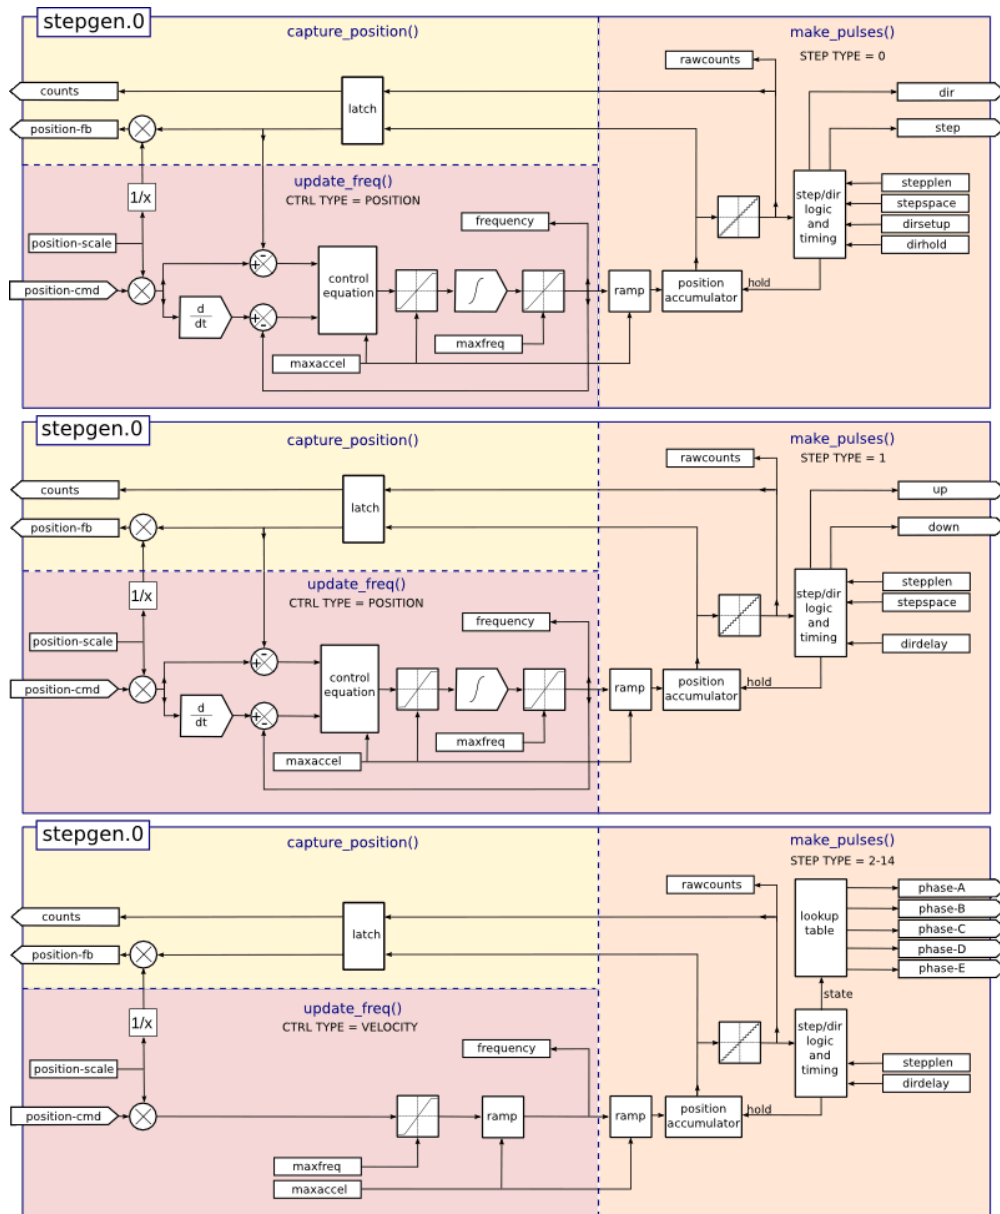 stepgen.0
capture_position()
make_pulses()
STEP TYPE = 0
rawcounts
counts
latch
dir
position-fb
step
update_freq()
CTRL TYPE = POSITION
1/x
frequency
step/dir
logic
and
timing
stepplen
stepspace
dirsetup
dirhold
position-scale
position-cmd
d
dt
+
-
+
-
control
equation
∫
ramp
position
accumulator
hold
maxfreq
maxaccel
stepgen.0
capture_position()
make_pulses()
STEP TYPE = 1
rawcounts
counts
latch
up
position-fb
down
update_freq()
CTRL TYPE = POSITION
1/x
frequency
step/dir
logic
and
timing
stepplen
stepspace
dirdelay
position-scale
position-cmd
d
dt
+
-
+
-
control
equation
∫
ramp
position
accumulator
hold
maxfreq
maxaccel
stepgen.0
capture_position()
make_pulses()
STEP TYPE = 2-14
rawcounts
counts
latch
lookup
table
phase-A
phase-B
phase-C
phase-D
phase-E
position-fb
state
update_freq()
CTRL TYPE = VELOCITY
1/x
frequency
step/dir
logic
and
timing
stepplen
dirdelay
position-scale
position-cmd
ramp
ramp
position
accumulator
hold
maxfreq
maxaccel